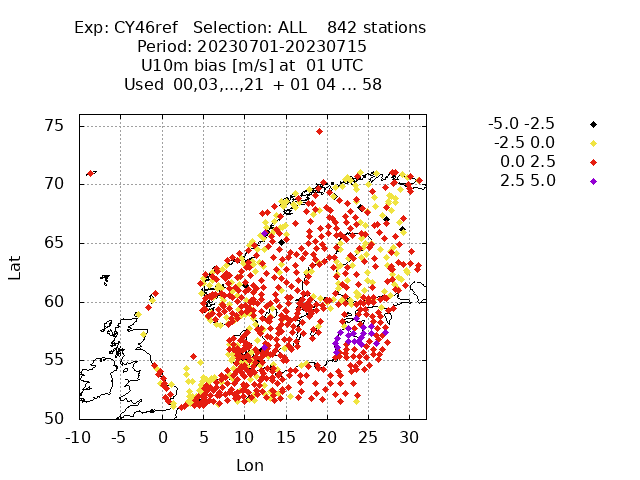 Exp: CY46ref   Selection: ALL    842 stations
Period: 20230701-20230715
U10m bias [m/s] at  01 UTC
Used  00,03,...,21  + 01 04 ... 58
-5.0 -2.5
-2.5 0.0
0.0 2.5
2.5 5.0
75
70
65
60
55
50
Lat
-10 -5 0 5 10 15 20 25 30
Lon